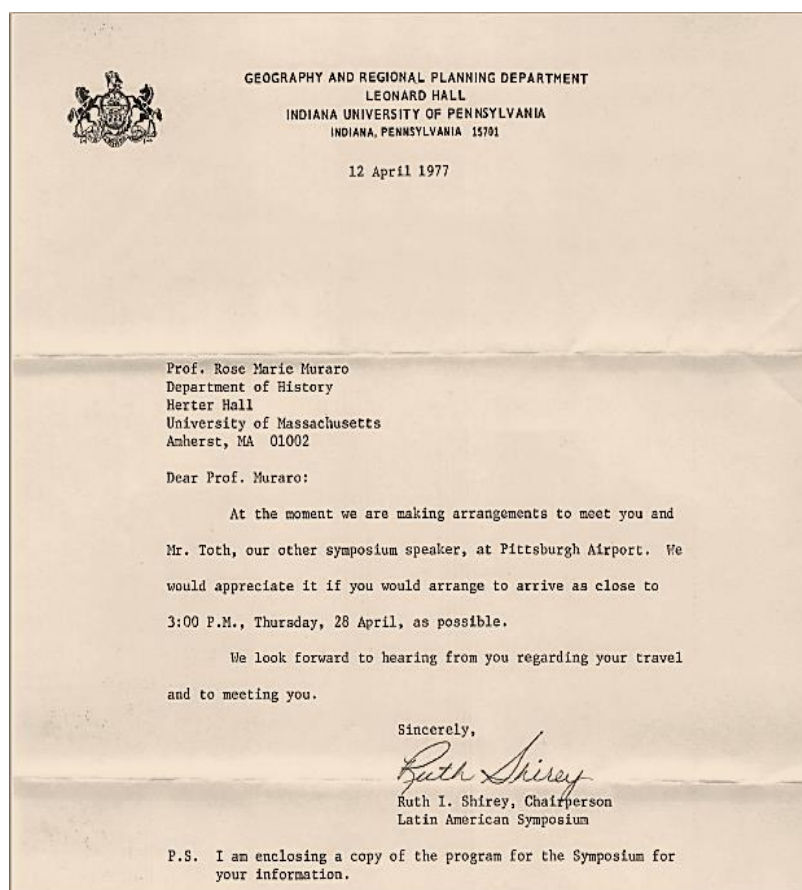 GEOGRAPHY AND REGIONAL PLANNING DEPARTMENT
LEONARD HALL
INDIANA UNIVERSITY OF PENNSYLVANIA
INDIANA, PENNSYLVANIA 15701
12 April 1977
Prof. Rose Marie Muraro
Department of History
Herter Hall
University of Massachusetts
Amherst, MA 01002
Dear Prof. Muraro:
At the moment we are making arrangements to meet you and
Mr. Toth, our other symposium speaker, at Pittsburgh Airport. We
would appreciate it if you would arrange to arrive as close to
3:00 P.M., Thursday, 28 April, as possible.
We look forward to hearing from you regarding your travel
and to meeting you.
Sincerely,
Ruth Shirey
Ruth I. Shirey, Chairperson
Latin American Symposium
P.S. I am enclosing a copy of the program for the Symposium for
your information.